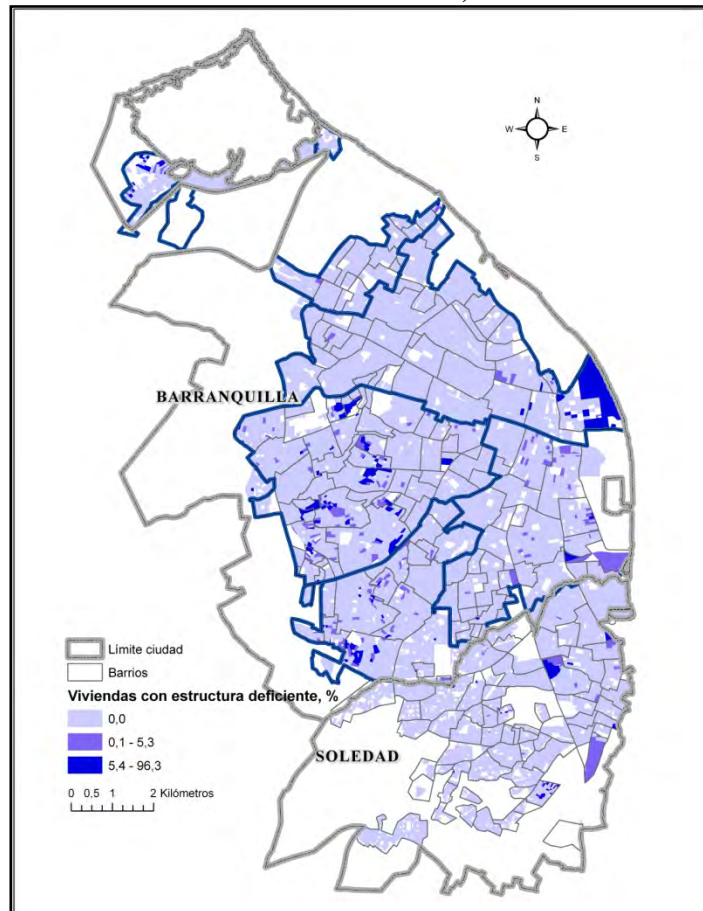 N
W E
S
BARRANQUILLA
Límite ciudad
Barrios
Viviendas con estructura deficiente, %
0,0
0,1 - 5,3
5,4 - 96,3
0 0,5 1 2 Kilómetros
SOLEDAD